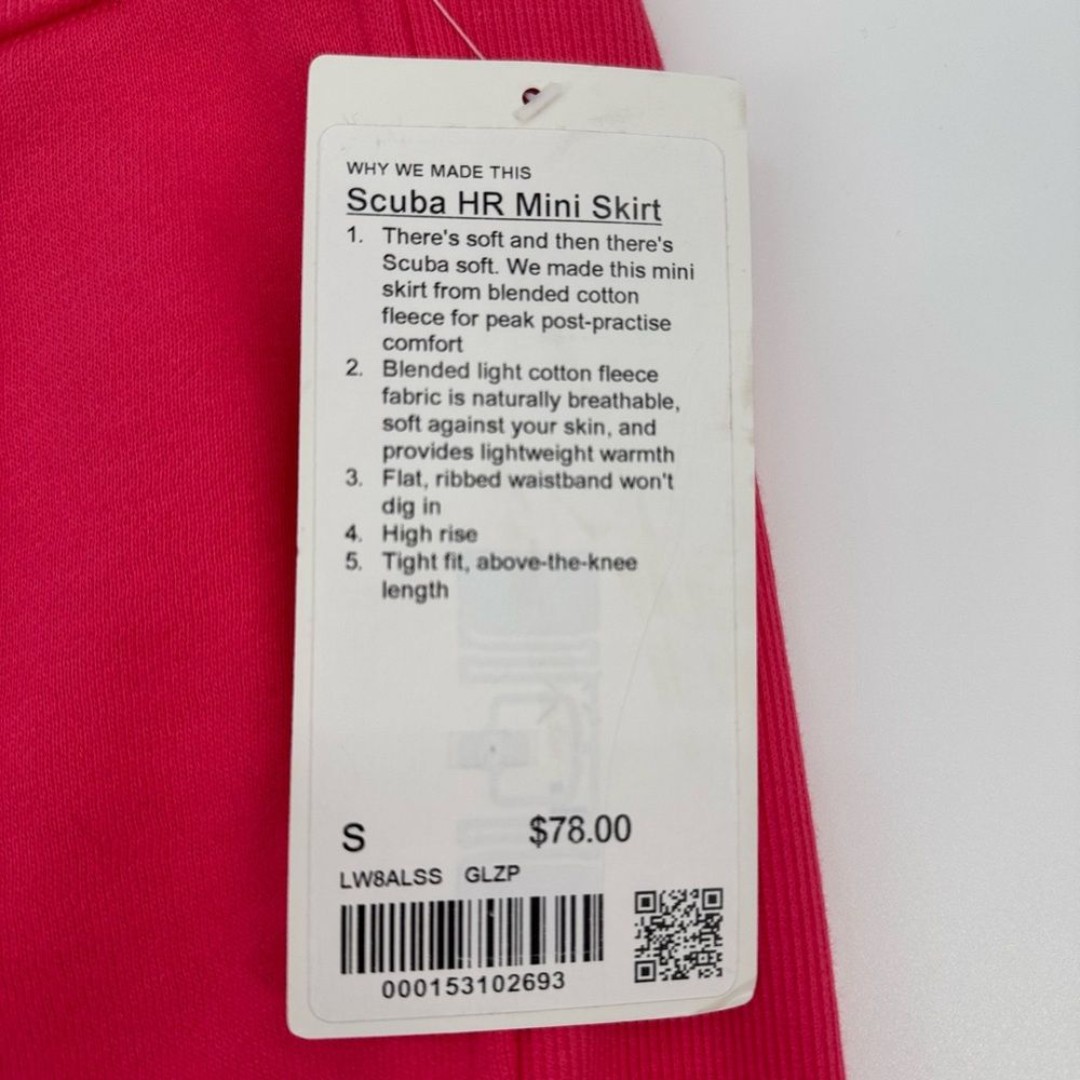 WHY WE MADE THIS
Scuba HR Mini Skirt
1. There's soft and then there's
Scuba soft. We made this mini
skirt from blended cotton
fleece for peak post-practise
comfort
2. Blended light cotton fleece
fabric is naturally breathable,
soft against your skin, and
provides lightweight warmth
3. Flat, ribbed waistband won't
dig in
4. High rise
5. Tight fit, above-the-knee
length
S $78.00
LW8ALSS GLZP
000153102693